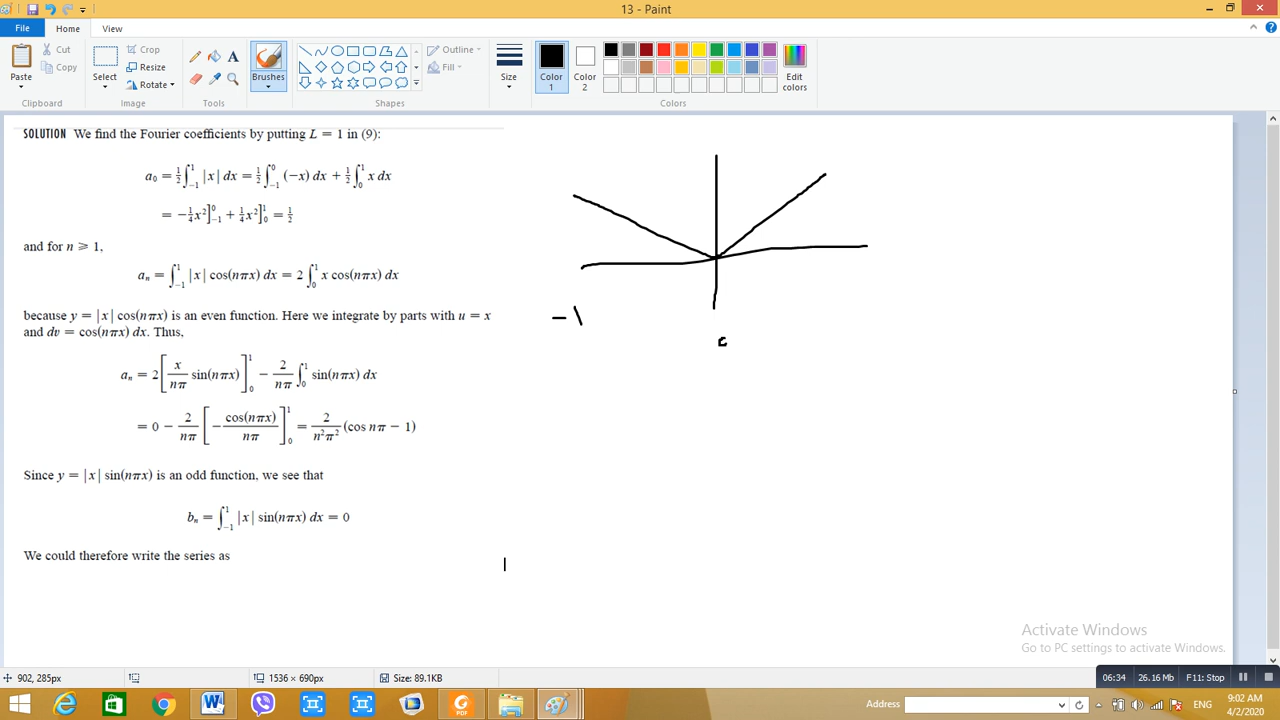 13 - Paint
File Home View
Paste Cut Copy Clipboard
Select Crop Resize Rotate Image
A Tools
Brushes
Outline Fill Shapes
Size
Color 1 Color 2 Edit colors Colors
SOLUTION We find the Fourier coefficients by putting L = 1 in (9):
a₀ = ½ ∫₋₁¹ |x| dx = ½ ∫₋₁⁰ (−x) dx + ½ ∫₀¹ x dx
= −¼x²]₋₁⁰ + ¼x²]₀¹ = ½
and for n ⩾ 1,
aₙ = ∫₋₁¹ |x| cos(nπx) dx = 2 ∫₀¹ x cos(nπx) dx
because y = |x| cos(nπx) is an even function. Here we integrate by parts with u = x
and dv = cos(nπx) dx. Thus,
aₙ = 2[x/nπ sin(nπx)]₀¹ − 2/nπ ∫₀¹ sin(nπx) dx
= 0 − 2/nπ [−cos(nπx)/nπ]₀¹ = 2/n²π² (cos nπ − 1)
Since y = |x| sin(nπx) is an odd function, we see that
bₙ = ∫₋₁¹ |x| sin(nπx) dx = 0
We could therefore write the series as
Activate Windows
Go to PC settings to activate Windows.
902, 285px 1536 × 690px Size: 89.1KB
06:34 26.16 Mb F11: Stop
Address ENG 9:02 AM
4/2/2020